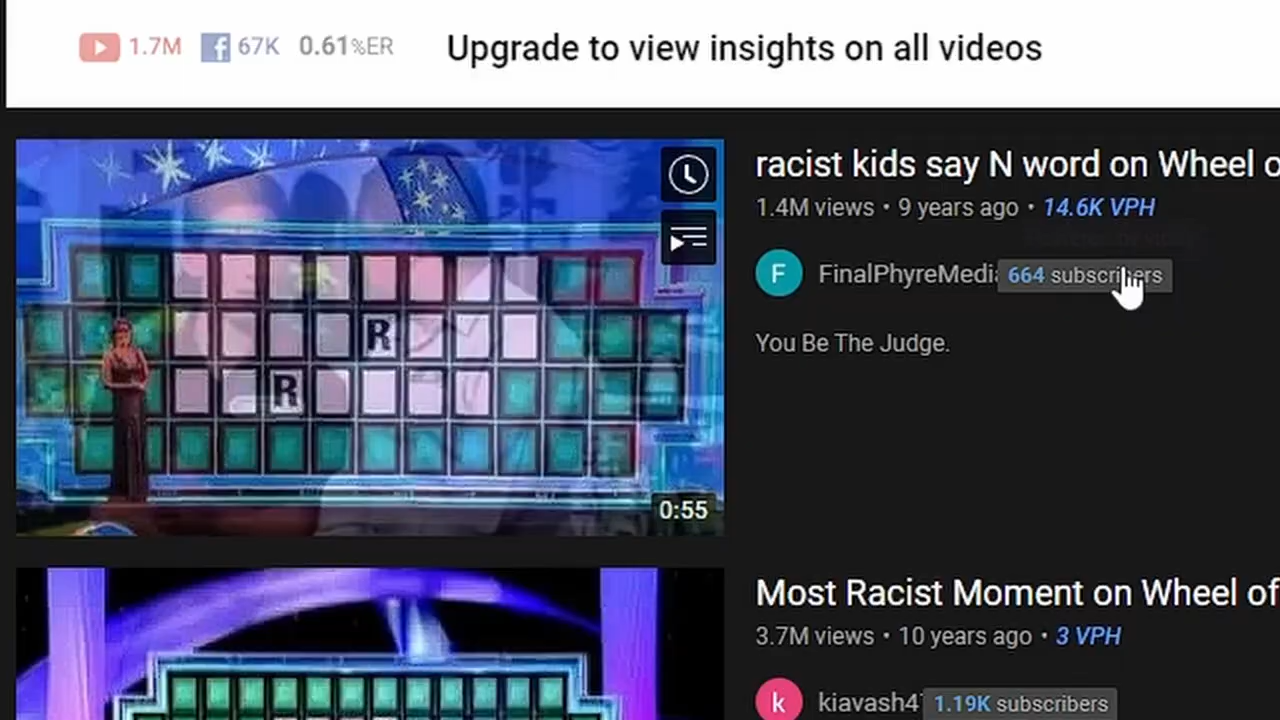 1.7M 67K 0.61%ER Upgrade to view insights on all videos
racist kids say N word on Wheel o
1.4M views • 9 years ago • 14.6K VPH
F FinalPhyreMedia 664 subscribers
You Be The Judge.
R
R
0:55
Most Racist Moment on Wheel of
3.7M views • 10 years ago • 3 VPH
k kiavash4 1.19K subscribers